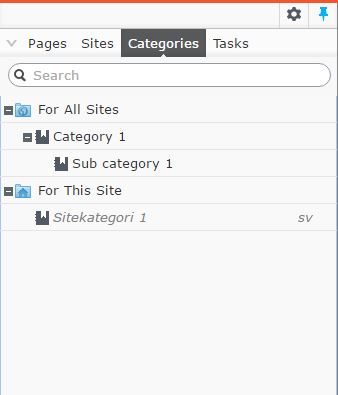 Pages Sites Categories Tasks
Search
For All Sites
Category 1
Sub category 1
For This Site
Sitekategori 1 sv